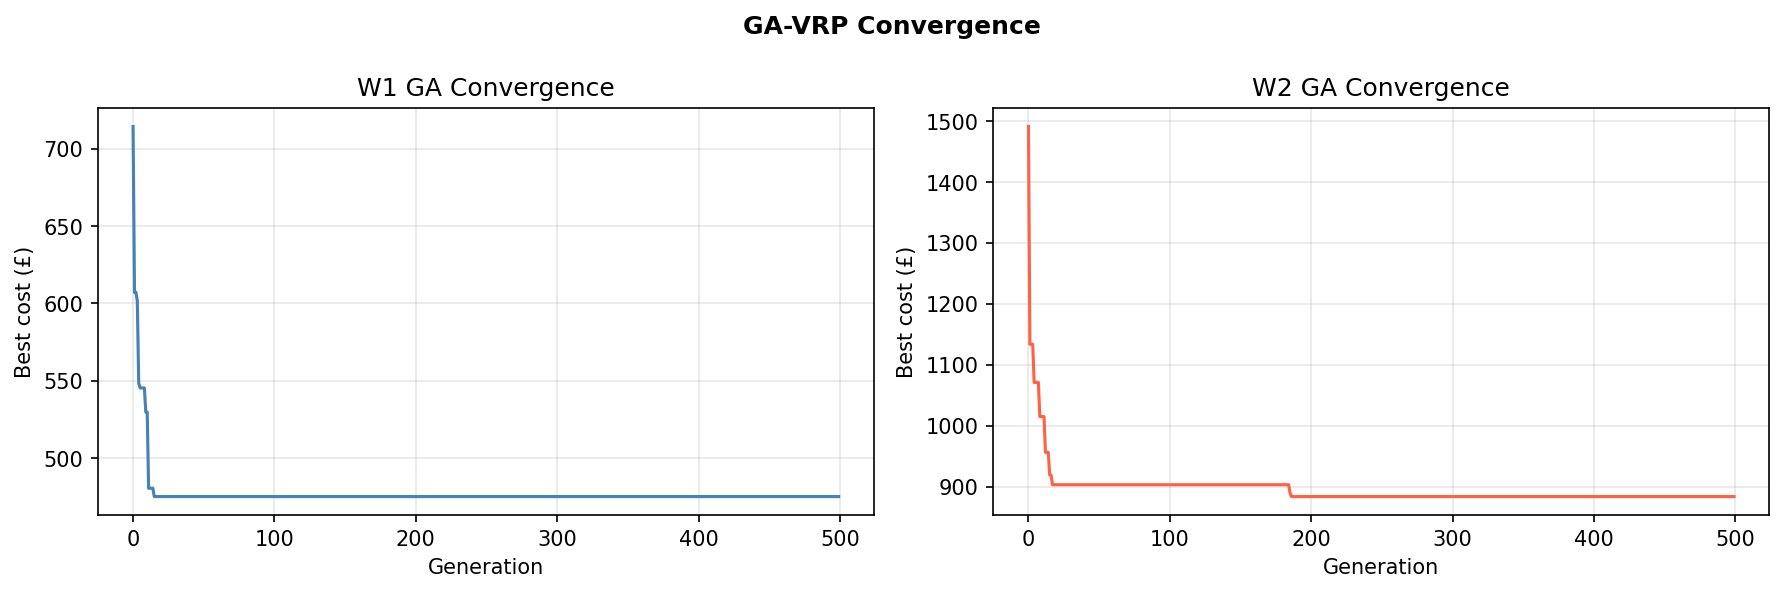 GA-VRP Convergence
W1 GA Convergence
700
650
600
550
500
Best cost (£)
0 100 200 300 400 500
Generation
W2 GA Convergence
1500
1400
1300
1200
1100
1000
900
Best cost (£)
0 100 200 300 400 500
Generation